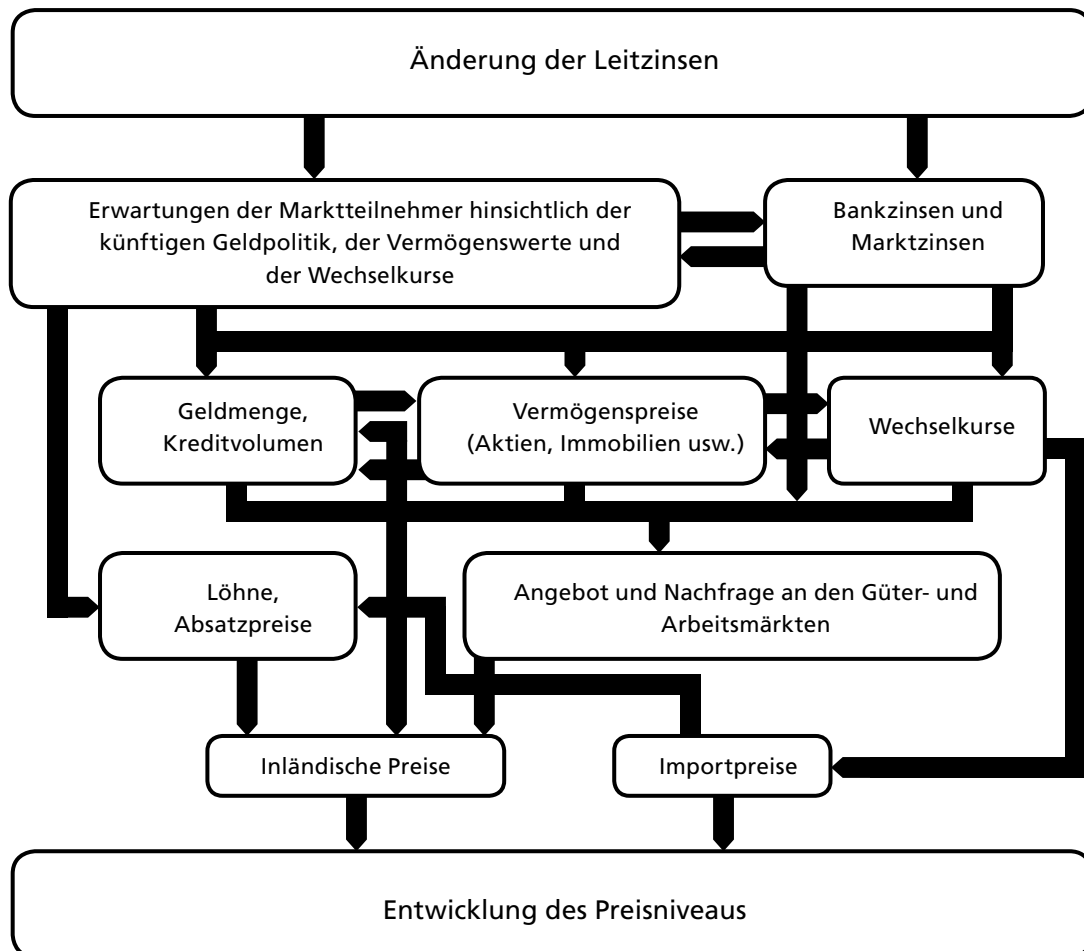 Änderung der Leitzinsen
Erwartungen der Marktteilnehmer hinsichtlich der
künftigen Geldpolitik, der Vermögenswerte und
der Wechselkurse
Bankzinsen und
Marktzinsen
Geldmenge,
Kreditvolumen
Vermögenspreise
(Aktien, Immobilien usw.)
Wechselkurse
Löhne,
Absatzpreise
Angebot und Nachfrage an den Güter- und
Arbeitsmärkten
Inländische Preise
Importpreise
Entwicklung des Preisniveaus